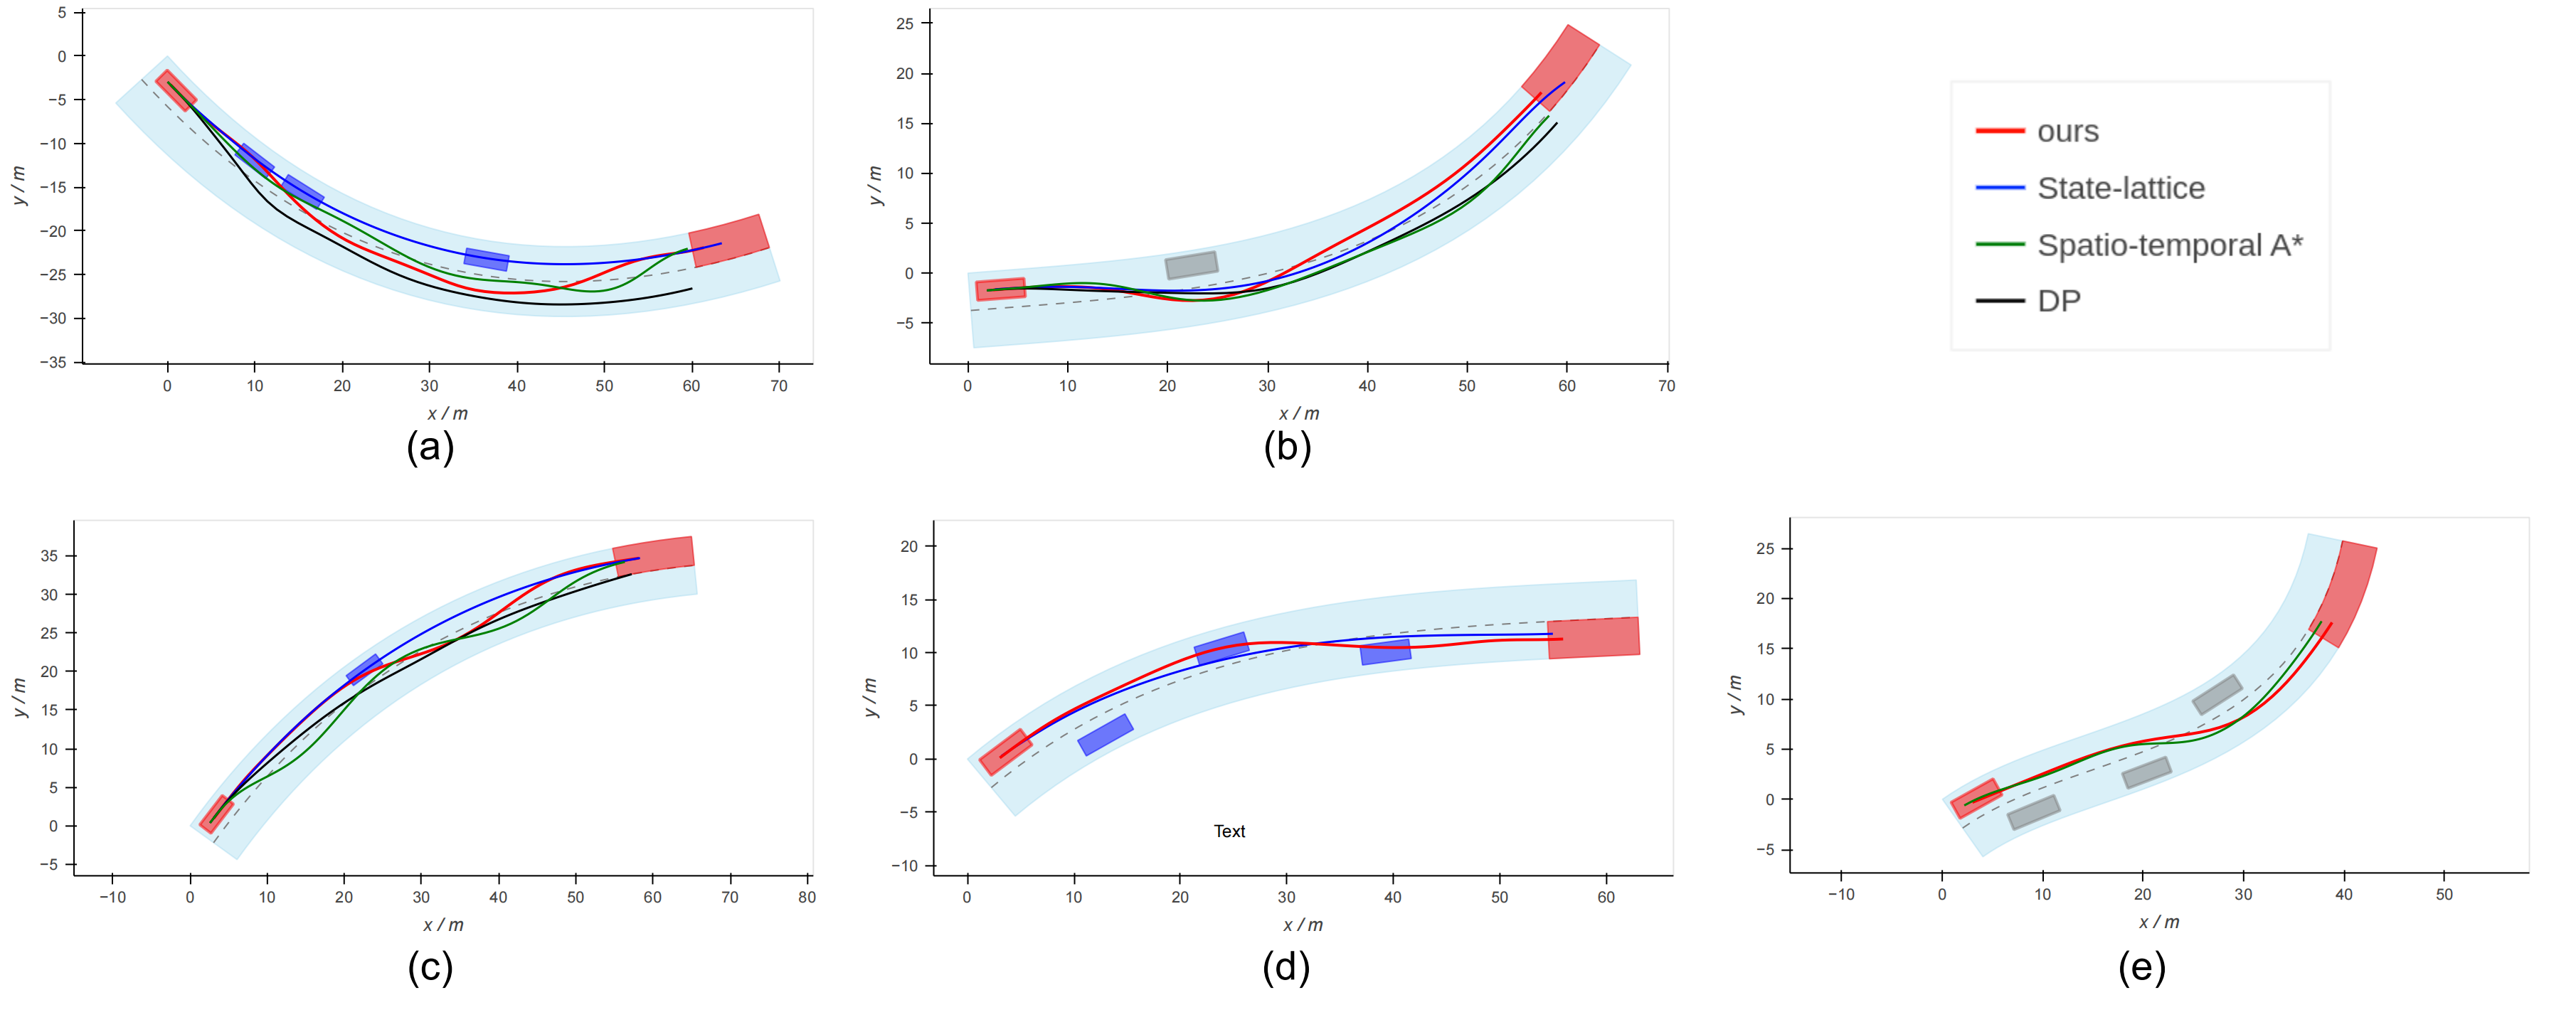 5
0
−5
−10
−15
−20
−25
−30
−35
y / m
0 10 20 30 40 50 60 70
x / m
(a)
25
20
15
10
5
0
−5
y / m
0 10 20 30 40 50 60 70
x / m
(b)
ours
State-lattice
Spatio-temporal A*
DP
35
30
25
20
15
10
5
0
−5
y / m
−10 0 10 20 30 40 50 60 70 80
x / m
(c)
20
15
10
5
0
−5
−10
y / m
Text
0 10 20 30 40 50 60
x / m
(d)
25
20
15
10
5
0
−5
y / m
−10 0 10 20 30 40 50
x / m
(e)